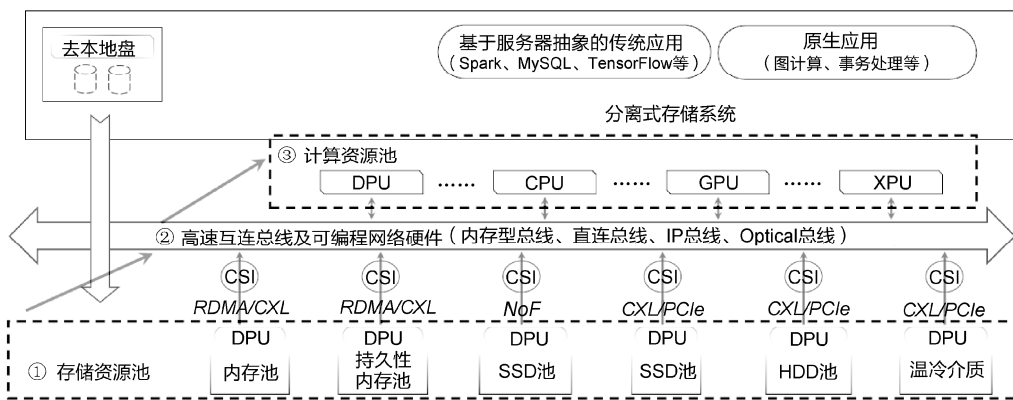 去本地盘
基于服务器抽象的传统应用
（Spark、MySQL、TensorFlow等）
原生应用
（图计算、事务处理等）
分离式存储系统
③ 计算资源池
DPU …… CPU …… GPU …… XPU
② 高速互连总线及可编程网络硬件（内存型总线、直连总线、IP总线、Optical总线）
CSI CSI CSI CSI CSI CSI
RDMA/CXL RDMA/CXL NoF CXL/PCIe CXL/PCIe CXL/PCIe
DPU DPU DPU DPU DPU DPU
① 存储资源池
内存池
持久性
内存池
SSD池
SSD池
HDD池
温冷介质